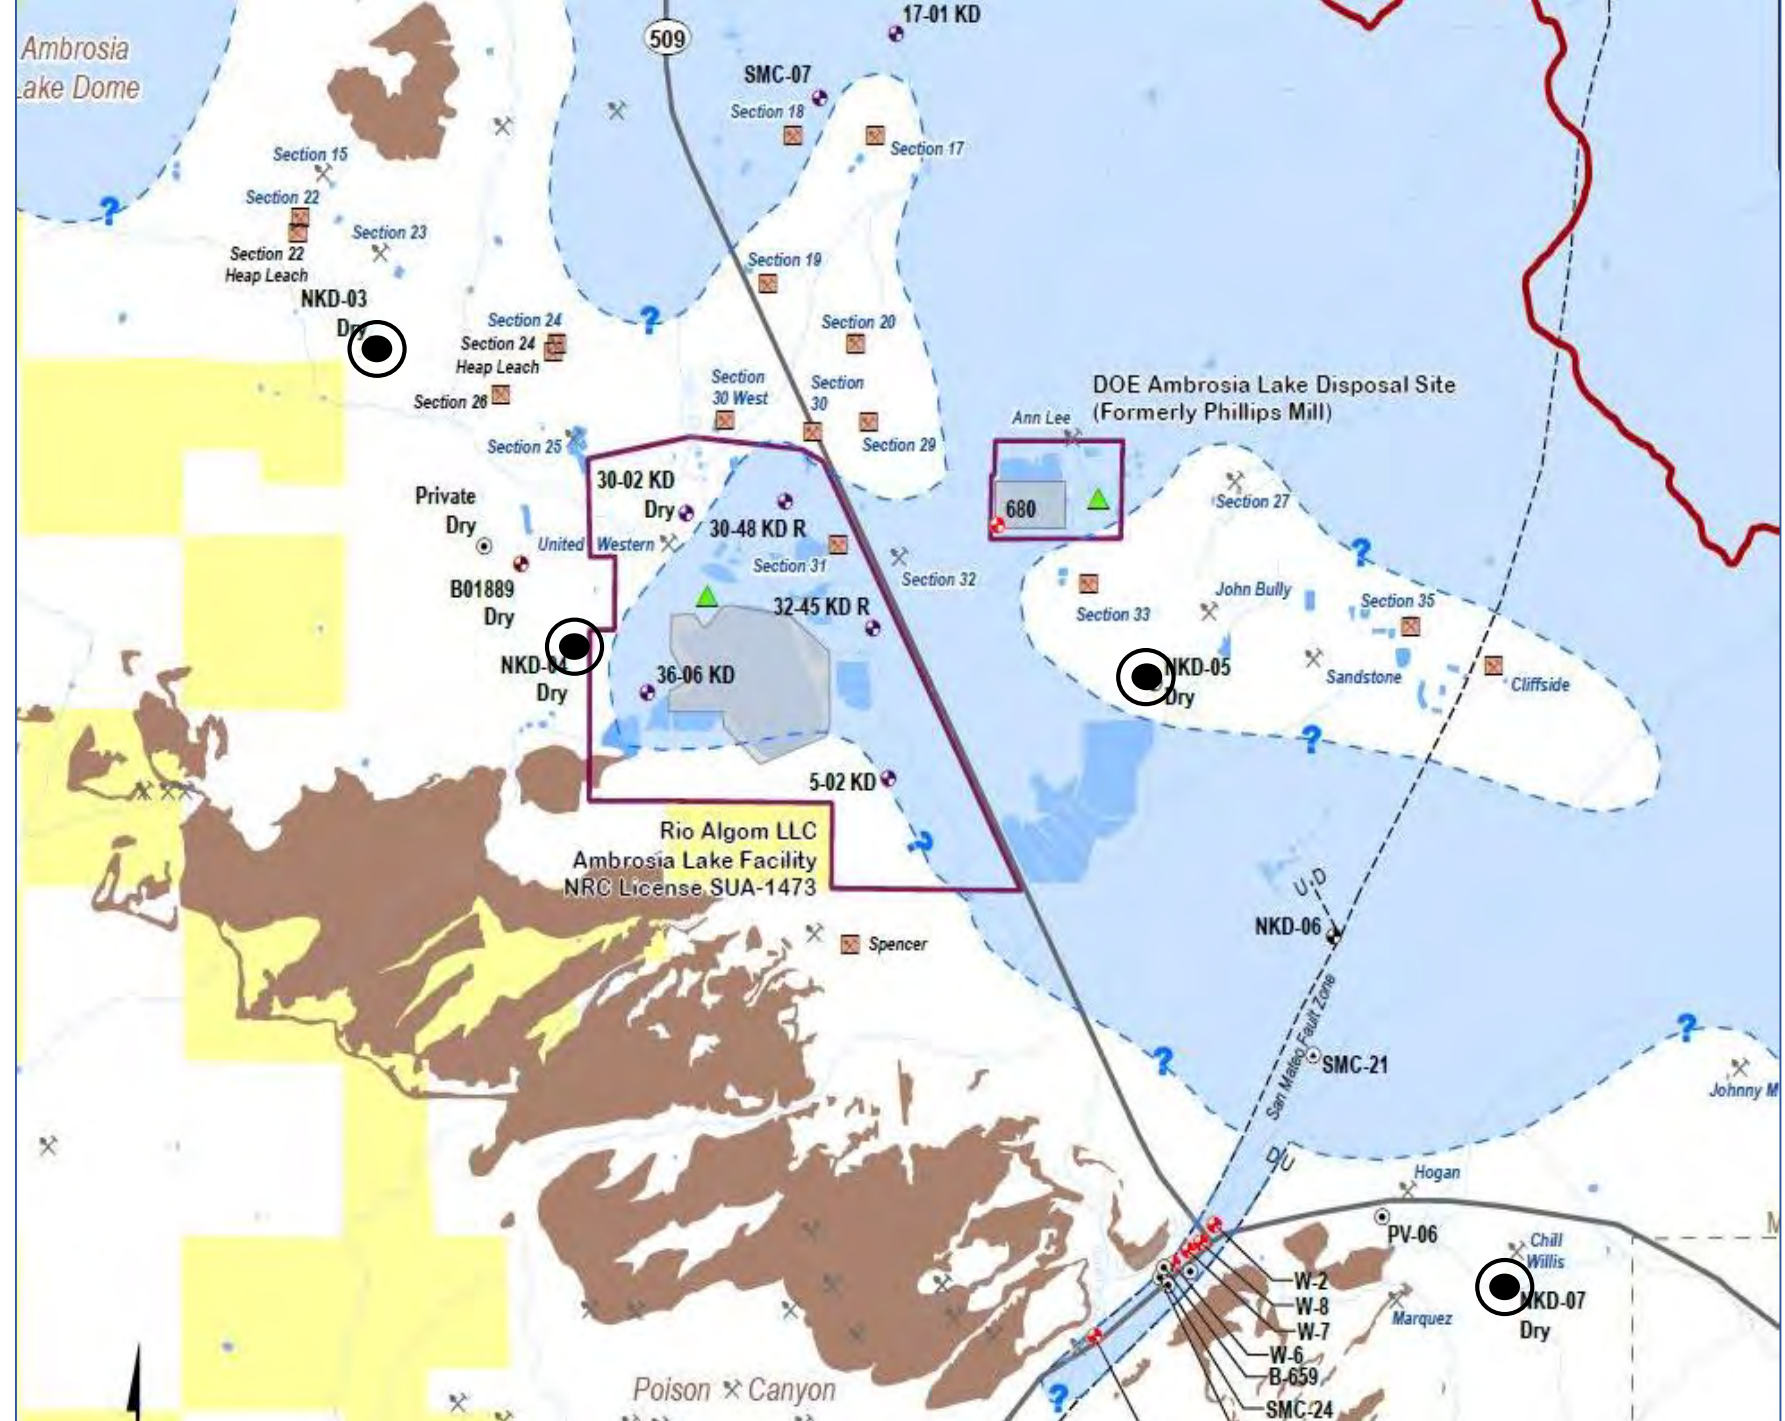 17-01 KD
509
Ambrosia
Lake Dome
SMC-07
Section 18
Section 17
Section 15
Section 22
Section 23
Section 22
Heap Leach
Section 19
NKD-03
Dry
?
?
Section 24
Section 24
Heap Leach
Section 20
Section 26
Section
30 West
Section
30
DOE Ambrosia Lake Disposal Site
(Formerly Phillips Mill)
Ann Lee
Section 25
Section 29
30-02 KD
Dry
Private
Dry
680
Section 27
30-48 KD R
United Western
?
Section 31
Section 32
B01889
Dry
32-45 KD R
John Bully
Section 35
Section 33
NKD-04
Dry
36-06 KD
NKD-05
Dry
Sandstone
Cliffside
?
5-02 KD
Rio Algom LLC
Ambrosia Lake Facility
NRC License SUA-1473
?
U
D
NKD-06
Spencer
San Mateo Fault Zone
?
?
SMC-21
Johnny M
D/U
Hogan
PV-06
Chill
Willis
M
W-2
W-8
W-7
W-6
B-659
SMC-24
Marquez
NKD-07
Dry
Poison Canyon
?